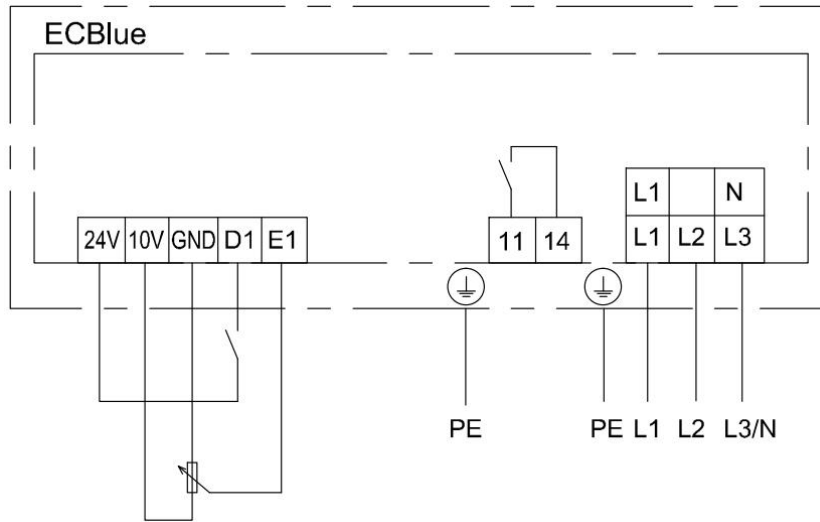 ECBlue
L1 N
24V 10V GND D1 E1 11 14 L1 L2 L3
PE PE L1 L2 L3/N